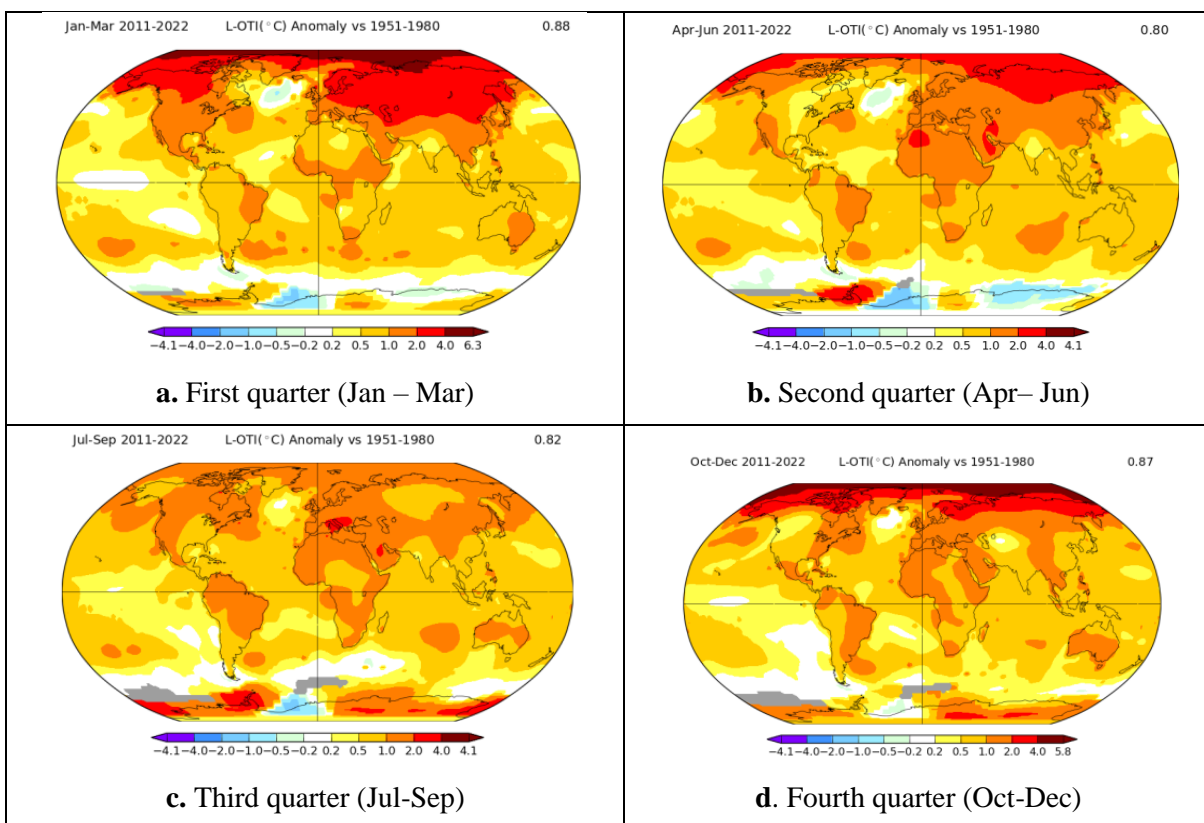 Jan-Mar 2011-2022 L-OTI(°C) Anomaly vs 1951-1980 0.88
−4.1 −4.0 −2.0 −1.0 −0.5 −0.2 0.2 0.5 1.0 2.0 4.0 6.3
a. First quarter (Jan – Mar)
Apr-Jun 2011-2022 L-OTI(°C) Anomaly vs 1951-1980 0.80
−4.1 −4.0 −2.0 −1.0 −0.5 −0.2 0.2 0.5 1.0 2.0 4.0 4.1
b. Second quarter (Apr– Jun)
Jul-Sep 2011-2022 L-OTI(°C) Anomaly vs 1951-1980 0.82
−4.1 −4.0 −2.0 −1.0 −0.5 −0.2 0.2 0.5 1.0 2.0 4.0 4.1
c. Third quarter (Jul-Sep)
Oct-Dec 2011-2022 L-OTI(°C) Anomaly vs 1951-1980 0.87
−4.1 −4.0 −2.0 −1.0 −0.5 −0.2 0.2 0.5 1.0 2.0 4.0 5.8
d. Fourth quarter (Oct-Dec)